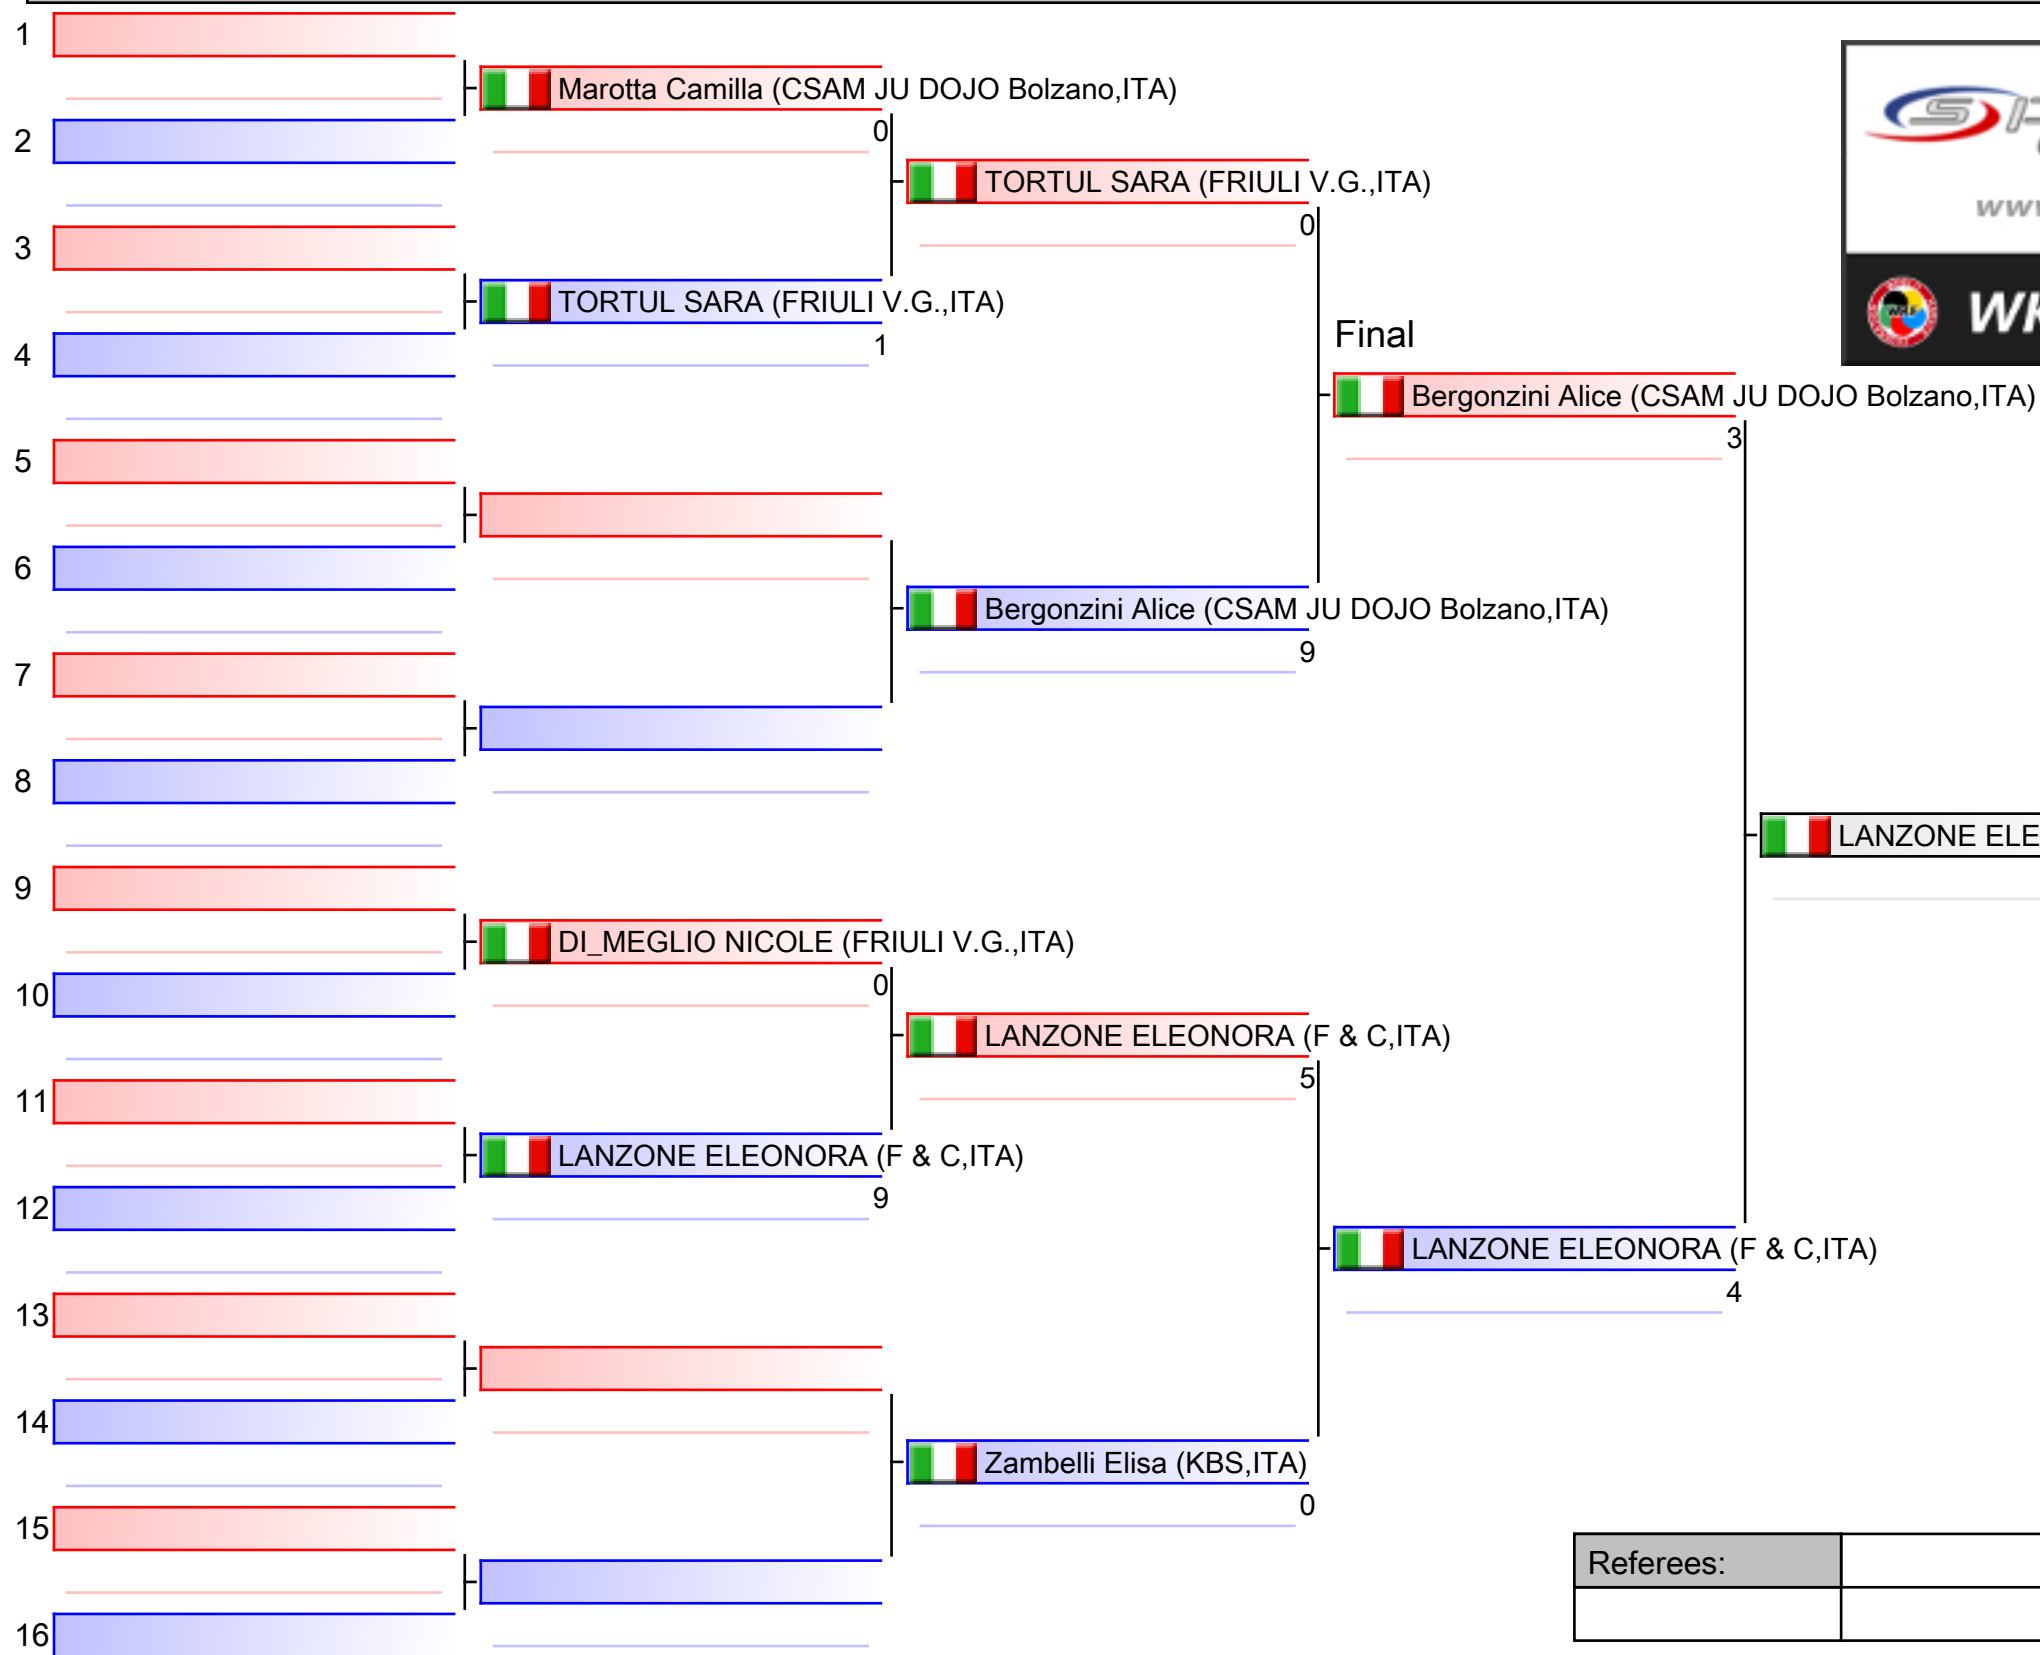 1
Marotta Camilla (CSAM JU DOJO Bolzano,ITA)
0
2
TORTUL SARA (FRIULI V.G.,ITA)
0
3
TORTUL SARA (FRIULI V.G.,ITA)
1
4
Final
Bergonzini Alice (CSAM JU DOJO Bolzano,ITA)
3
5
6
Bergonzini Alice (CSAM JU DOJO Bolzano,ITA)
9
7
8
LANZONE ELE
9
DI_MEGLIO NICOLE (FRIULI V.G.,ITA)
0
10
LANZONE ELEONORA (F & C,ITA)
5
11
LANZONE ELEONORA (F & C,ITA)
9
12
LANZONE ELEONORA (F & C,ITA)
4
13
14
Zambelli Elisa (KBS,ITA)
0
15
16
Referees:
www
WK